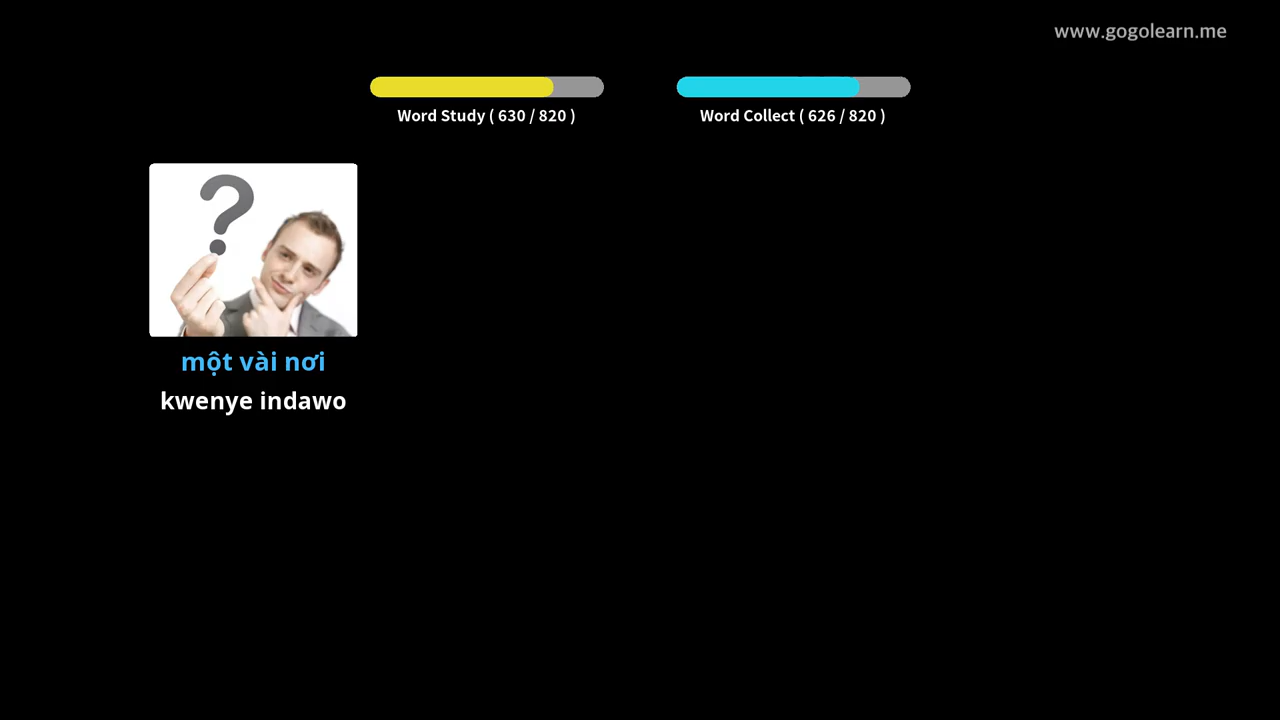 www.gogolearn.me
Word Study ( 630 / 820 )
Word Collect ( 626 / 820 )
?
một vài nơi
kwenye indawo